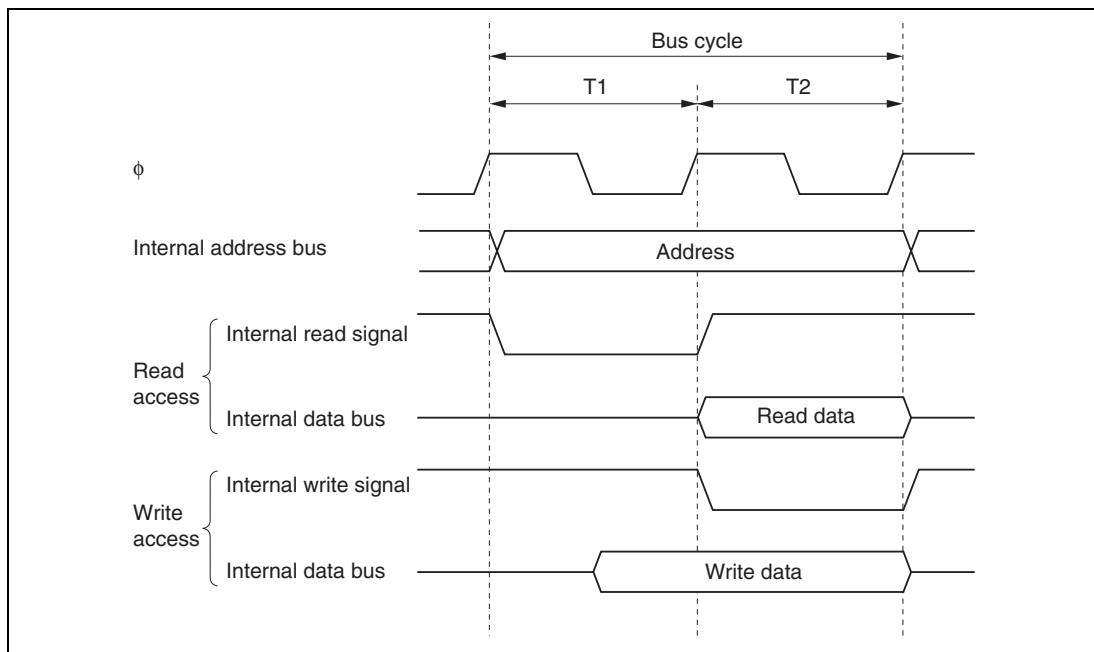 Bus cycle
T1
T2
ϕ
Internal address bus
Address
Read
access
Internal read signal
Internal data bus
Read data
Write
access
Internal write signal
Internal data bus
Write data